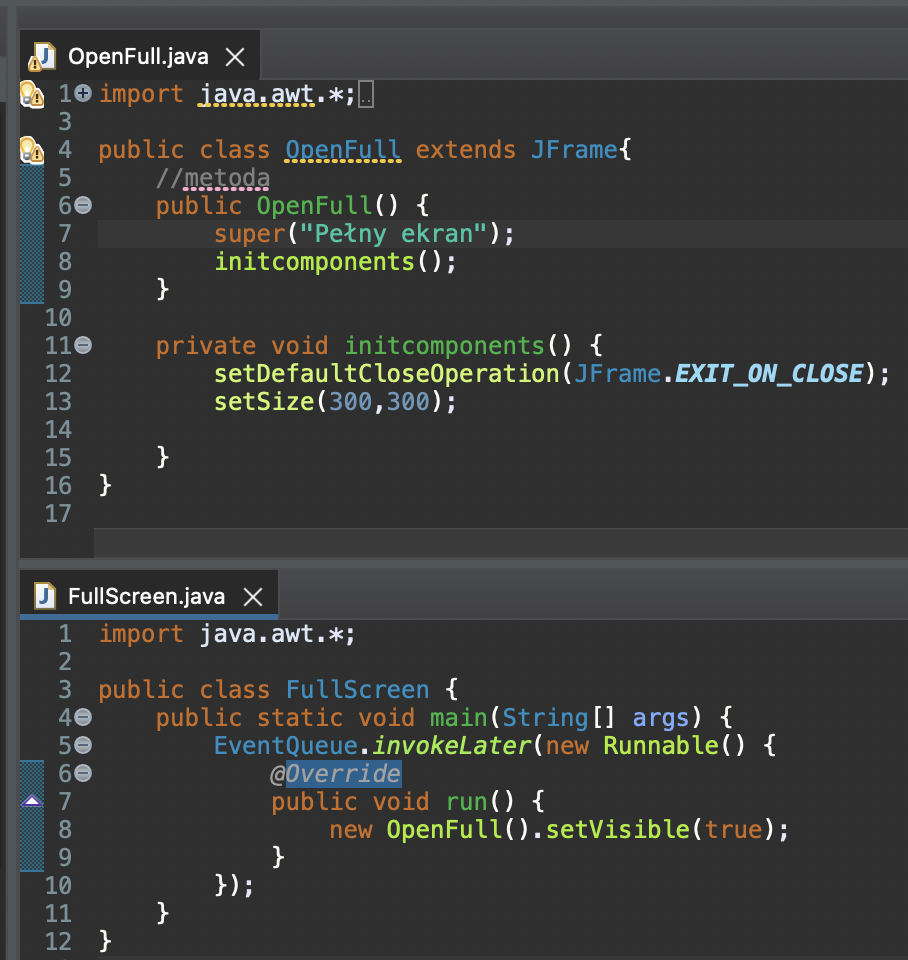 OpenFull.java
1 import java.awt.*;
3
4 public class OpenFull extends JFrame{
5     //metoda
6     public OpenFull() {
7         super("Pełny ekran");
8         initcomponents();
9     }
10
11     private void initcomponents() {
12         setDefaultCloseOperation(JFrame.EXIT_ON_CLOSE);
13         setSize(300,300);
14
15     }
16 }
17
FullScreen.java
1 import java.awt.*;
2
3 public class FullScreen {
4     public static void main(String[] args) {
5         EventQueue.invokeLater(new Runnable() {
6             @Override
7             public void run() {
8                 new OpenFull().setVisible(true);
9             }
10         });
11     }
12 }